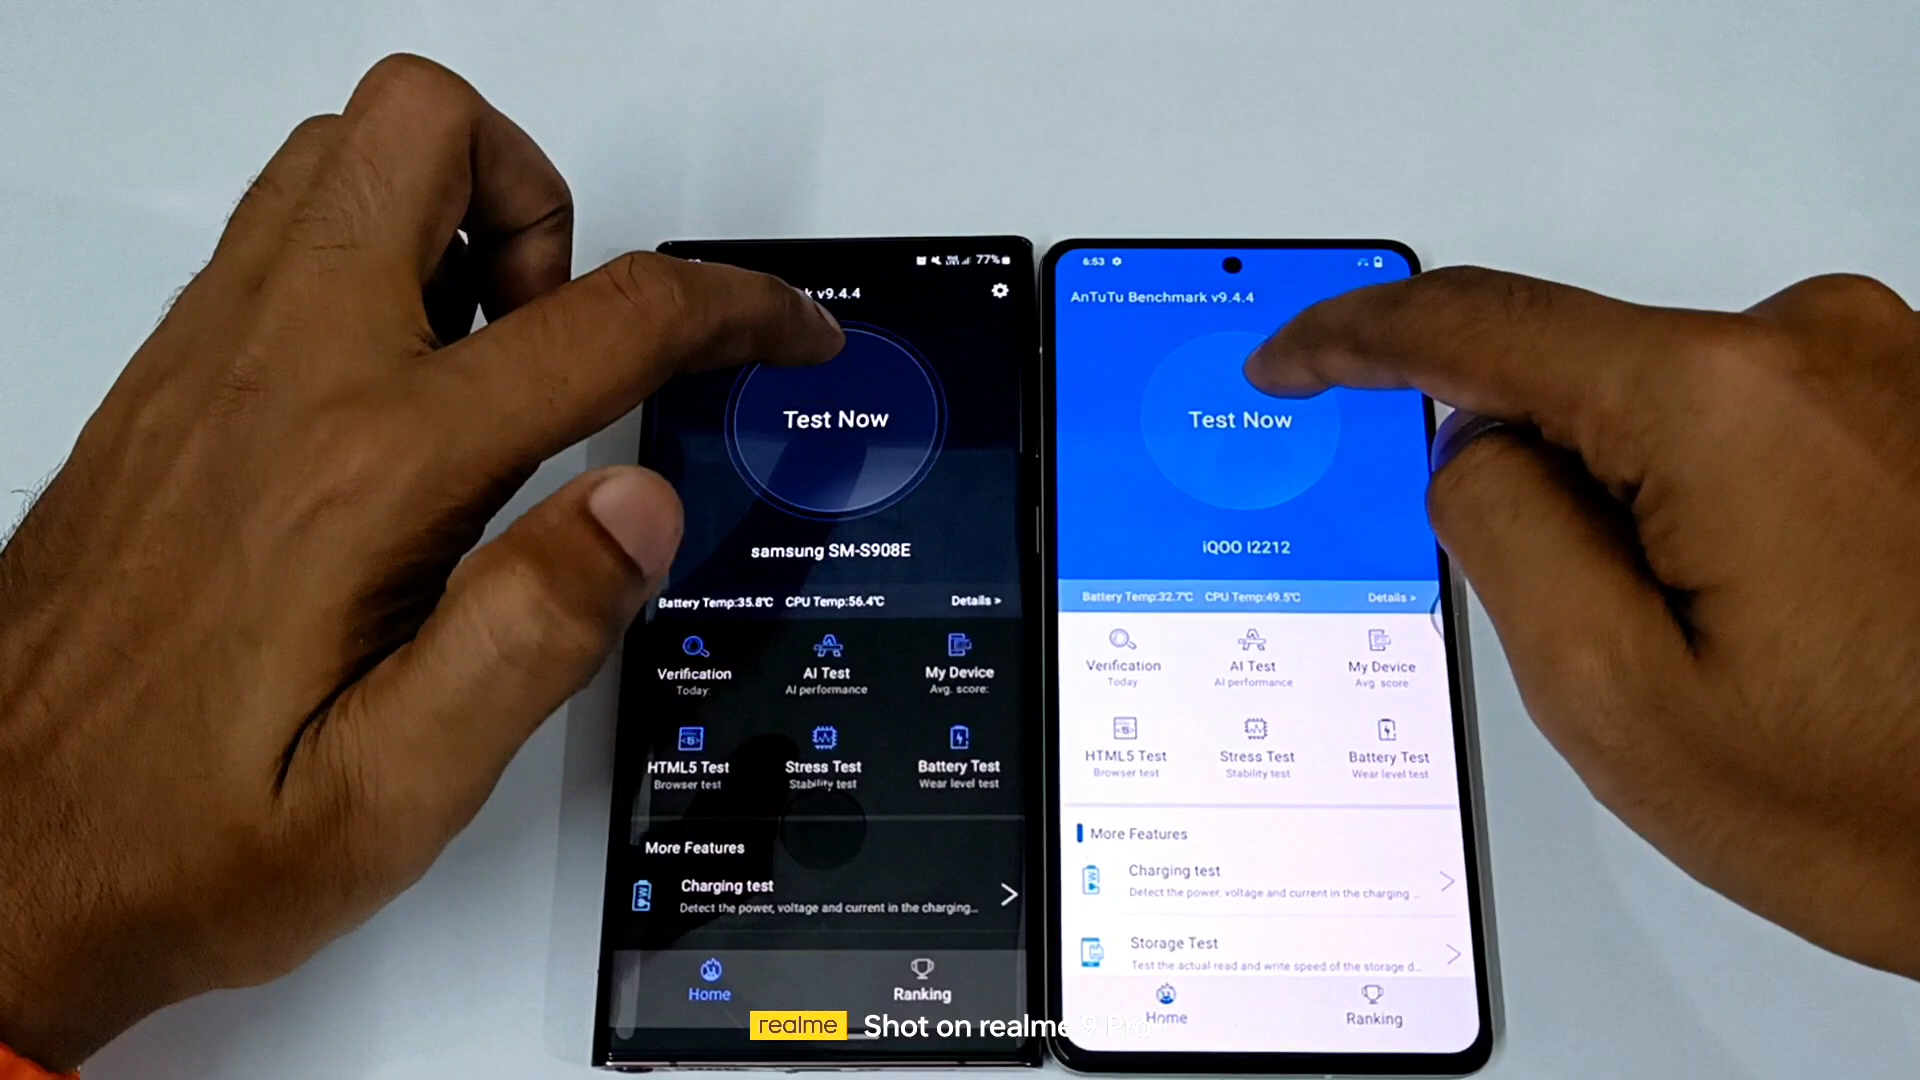 77%
k v9.4.4
Test Now
samsung SM-S908E
Battery Temp:35.8℃ CPU Temp:56.4℃ Details >
Verification AI Test My Device
Today: AI performance Avg. score:
HTML5 Test Stress Test Battery Test
Browser test Stability test Wear level test
More Features
Charging test
Detect the power, voltage and current in the charging...
Home Ranking
6:53
AnTuTu Benchmark v9.4.4
Test Now
iQOO I2212
Battery Temp:32.7℃ CPU Temp:49.5℃ Details >
Verification AI Test My Device
Today: AI performance Avg. score:
HTML5 Test Stress Test Battery Test
Browser test Stability test Wear level test
More Features
Charging test
Detect the power, voltage and current in the charging ...
Storage Test
Test the actual read and write speed of the storage d...
Home Ranking
realme Shot on realme 9 Pro+